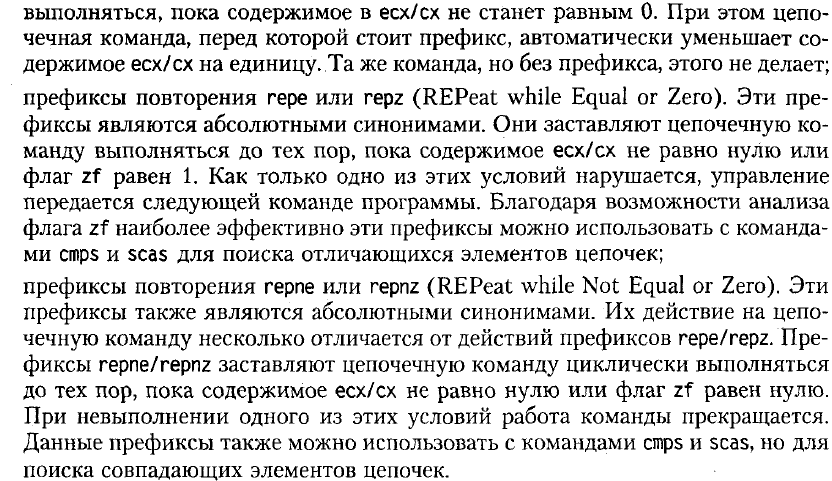 выполняться, пока содержимое в ecx/cx не станет равным 0. При этом цепо-
чечная команда, перед которой стоит префикс, автоматически уменьшает со-
держимое ecx/cx на единицу. Та же команда, но без префикса, этого не делает;
префиксы повторения repe или repz (REPeat while Equal or Zero). Эти пре-
фиксы являются абсолютными синонимами. Они заставляют цепочечную ко-
манду выполняться до тех пор, пока содержимое ecx/cx не равно нулю или
флаг zf равен 1. Как только одно из этих условий нарушается, управление
передается следующей команде программы. Благодаря возможности анализа
флага zf наиболее эффективно эти префиксы можно использовать с команда-
ми cmps и scas для поиска отличающихся элементов цепочек;
префиксы повторения repne или repnz (REPeat while Not Equal or Zero). Эти
префиксы также являются абсолютными синонимами. Их действие на цепо-
чечную команду несколько отличается от действий префиксов repe/repz. Пре-
фиксы repne/repnz заставляют цепочечную команду циклически выполняться
до тех пор, пока содержимое ecx/cx не равно нулю или флаг zf равен нулю.
При невыполнении одного из этих условий работа команды прекращается.
Данные префиксы также можно использовать с командами cmps и scas, но для
поиска совпадающих элементов цепочек.